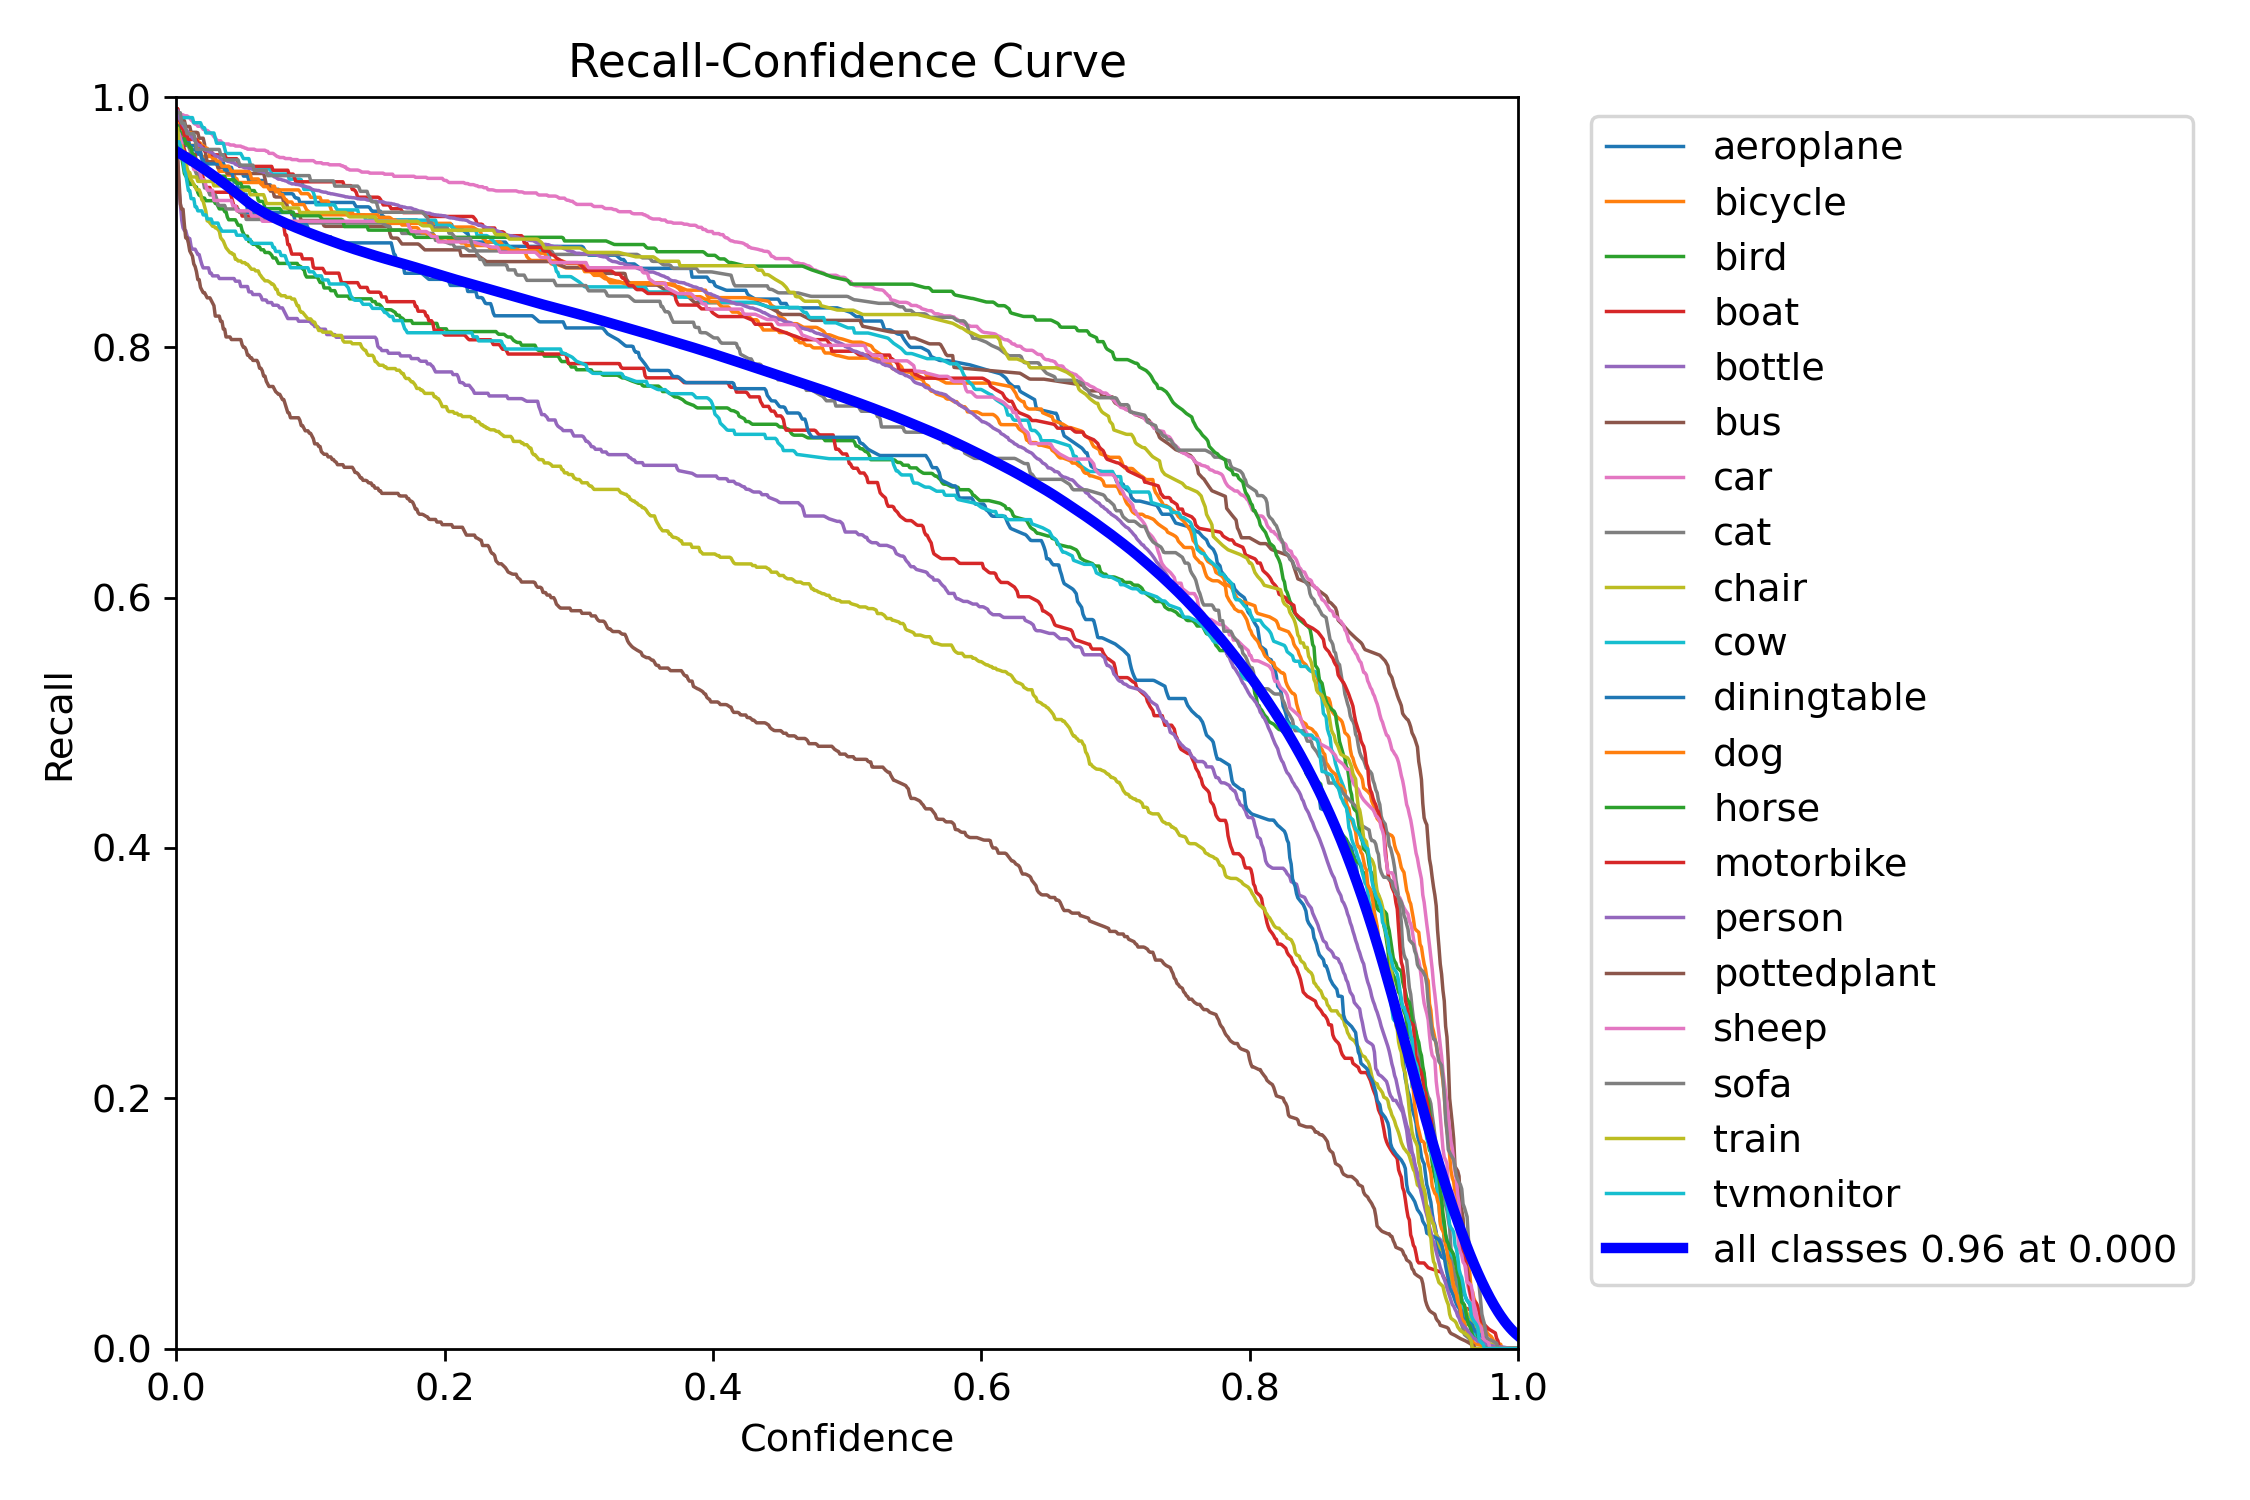 Recall-Confidence Curve
1.0
0.8
0.6
0.4
0.2
0.0
Recall
0.0 0.2 0.4 0.6 0.8 1.0
Confidence
aeroplane
bicycle
bird
boat
bottle
bus
car
cat
chair
cow
diningtable
dog
horse
motorbike
person
pottedplant
sheep
sofa
train
tvmonitor
all classes 0.96 at 0.000